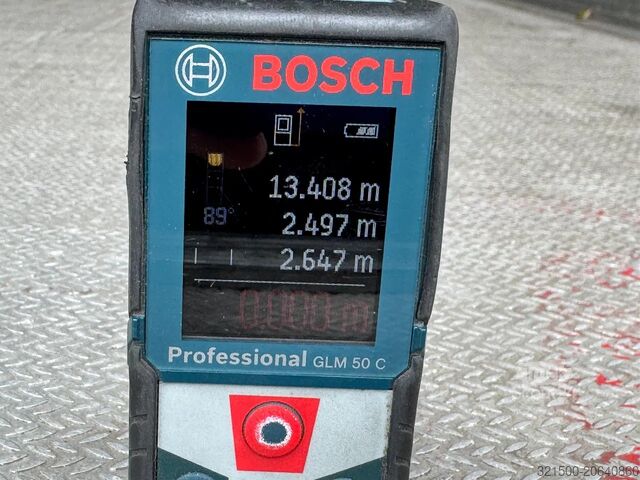 BOSCH
13.408 m
89° 2.497 m
2.647 m
0.000 m
Professional GLM 50 C
321500-20640860